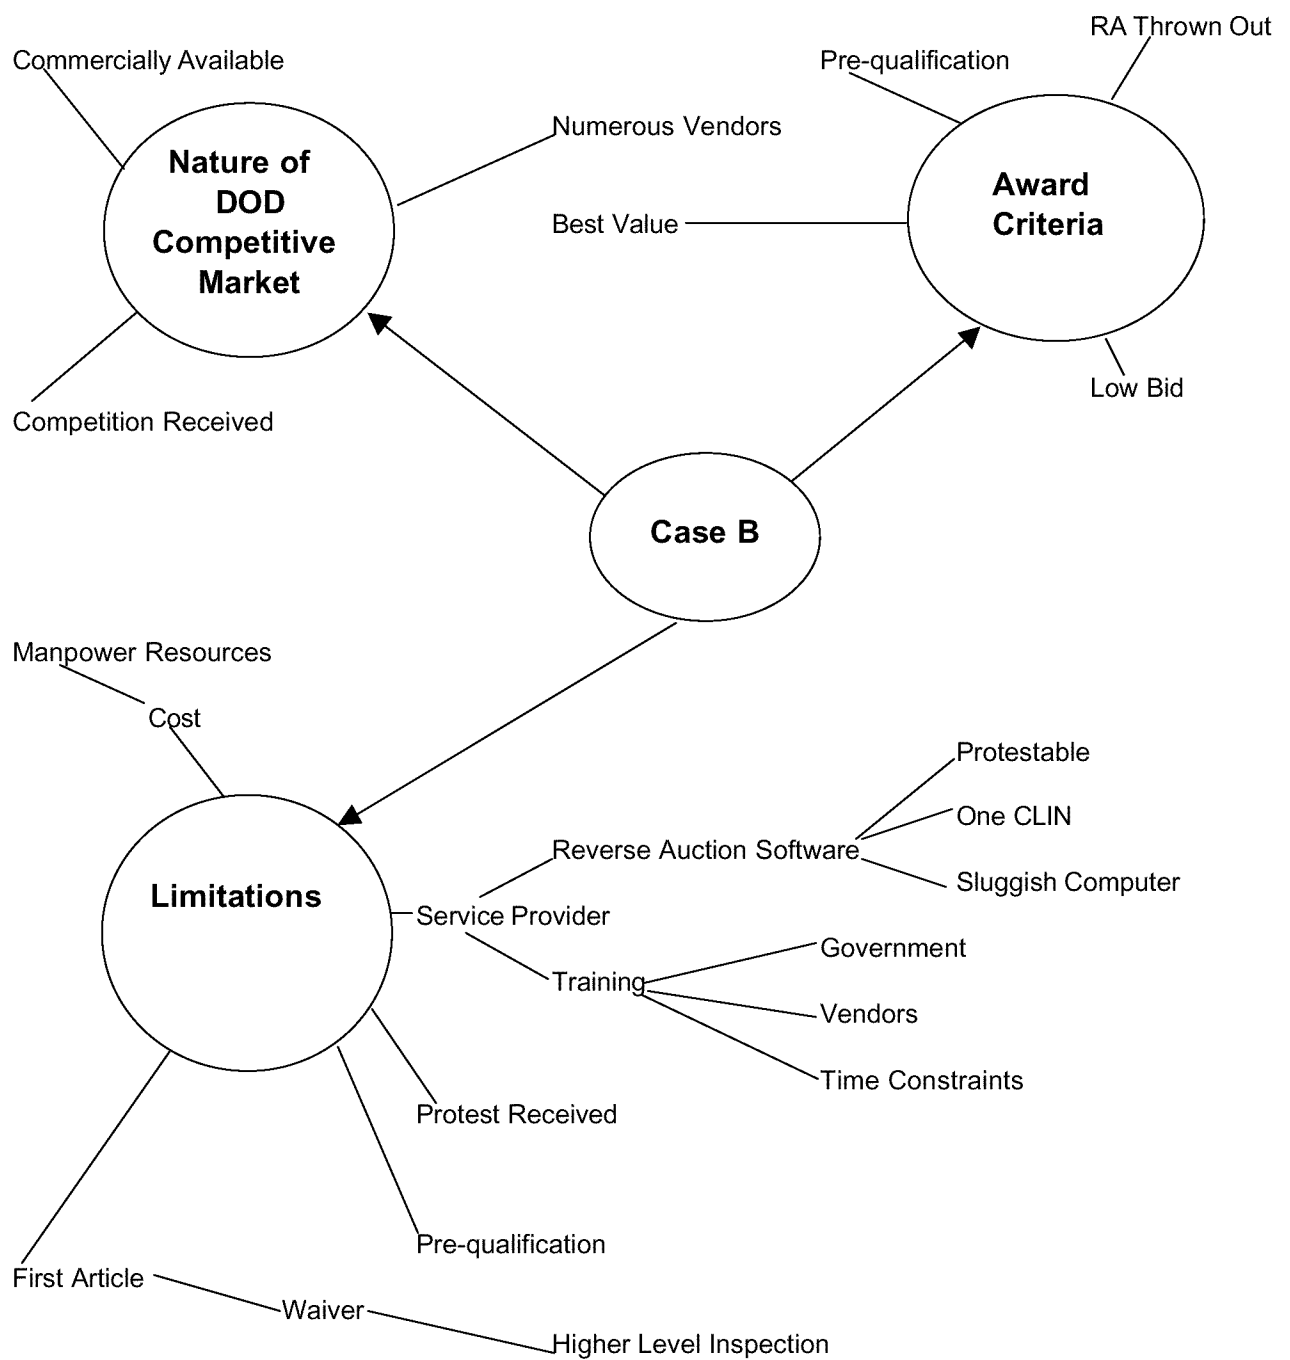 RA Thrown Out
Commercially Available
Pre-qualification
Numerous Vendors
Nature of
DOD
Competitive
Market
Award
Criteria
Best Value
Low Bid
Competition Received
Case B
Manpower Resources
Cost
Protestable
One CLIN
Reverse Auction Software
Sluggish Computer
Limitations
Service Provider
Government
Training
Vendors
Time Constraints
Protest Received
Pre-qualification
First Article
Waiver
Higher Level Inspection